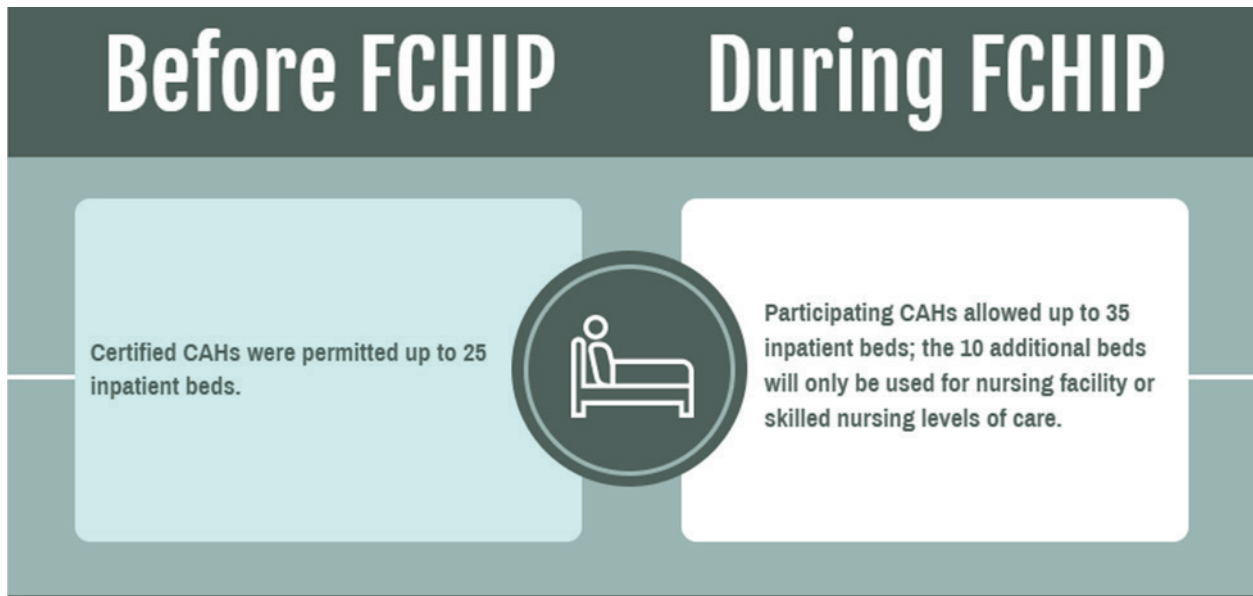 Before FCHIP
During FCHIP
Certified CAHs were permitted up to 25
inpatient beds.
Participating CAHs allowed up to 35
inpatient beds; the 10 additional beds
will only be used for nursing facility or
skilled nursing levels of care.